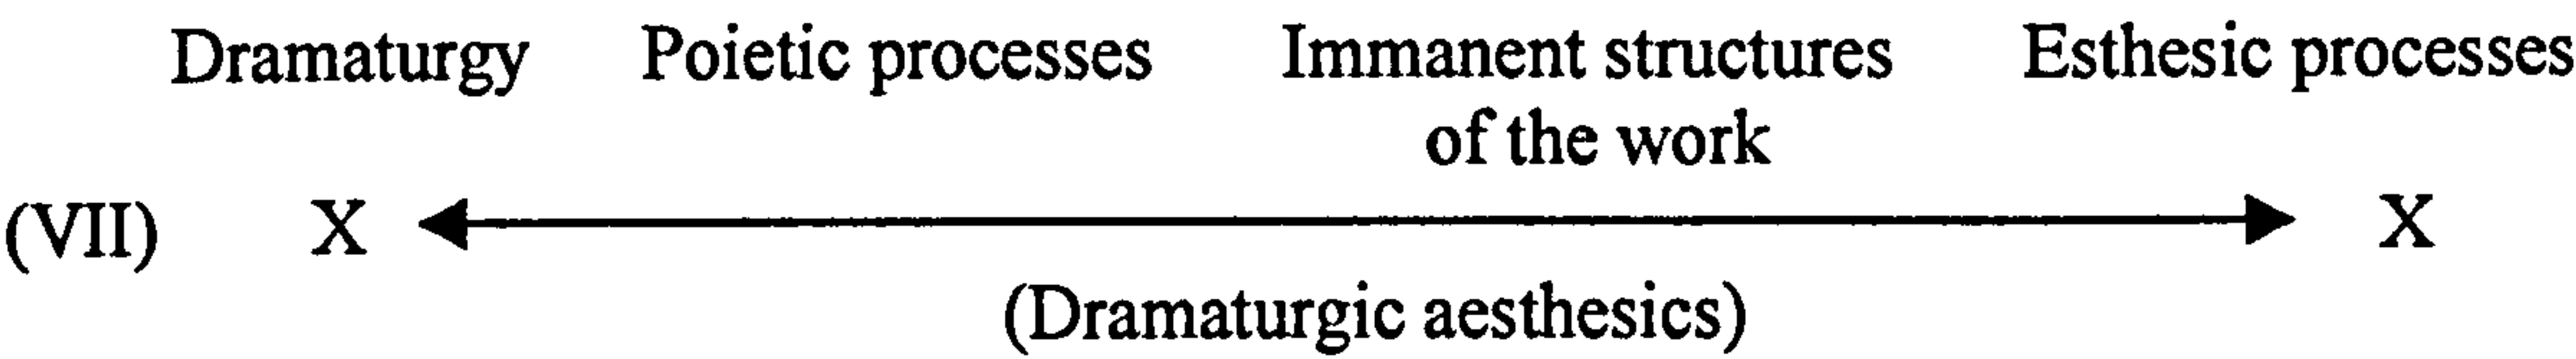 Dramaturgy Poietic processes Immanent structures Esthesic processes
of the work
(VII) X X
(Dramaturgic aesthesics)